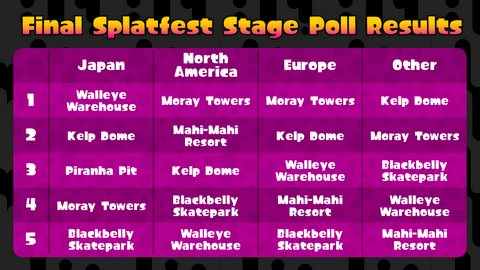 Final Splatfest Stage Poll Results
Japan North America Europe Other
1 Walleye Warehouse Moray Towers Moray Towers Kelp Dome
2 Kelp Dome Mahi-Mahi Resort Kelp Dome Moray Towers
3 Piranha Pit Kelp Dome Walleye Warehouse Blackbelly Skatepark
4 Moray Towers Blackbelly Skatepark Mahi-Mahi Resort Walleye Warehouse
5 Blackbelly Skatepark Walleye Warehouse Blackbelly Skatepark Mahi-Mahi Resort